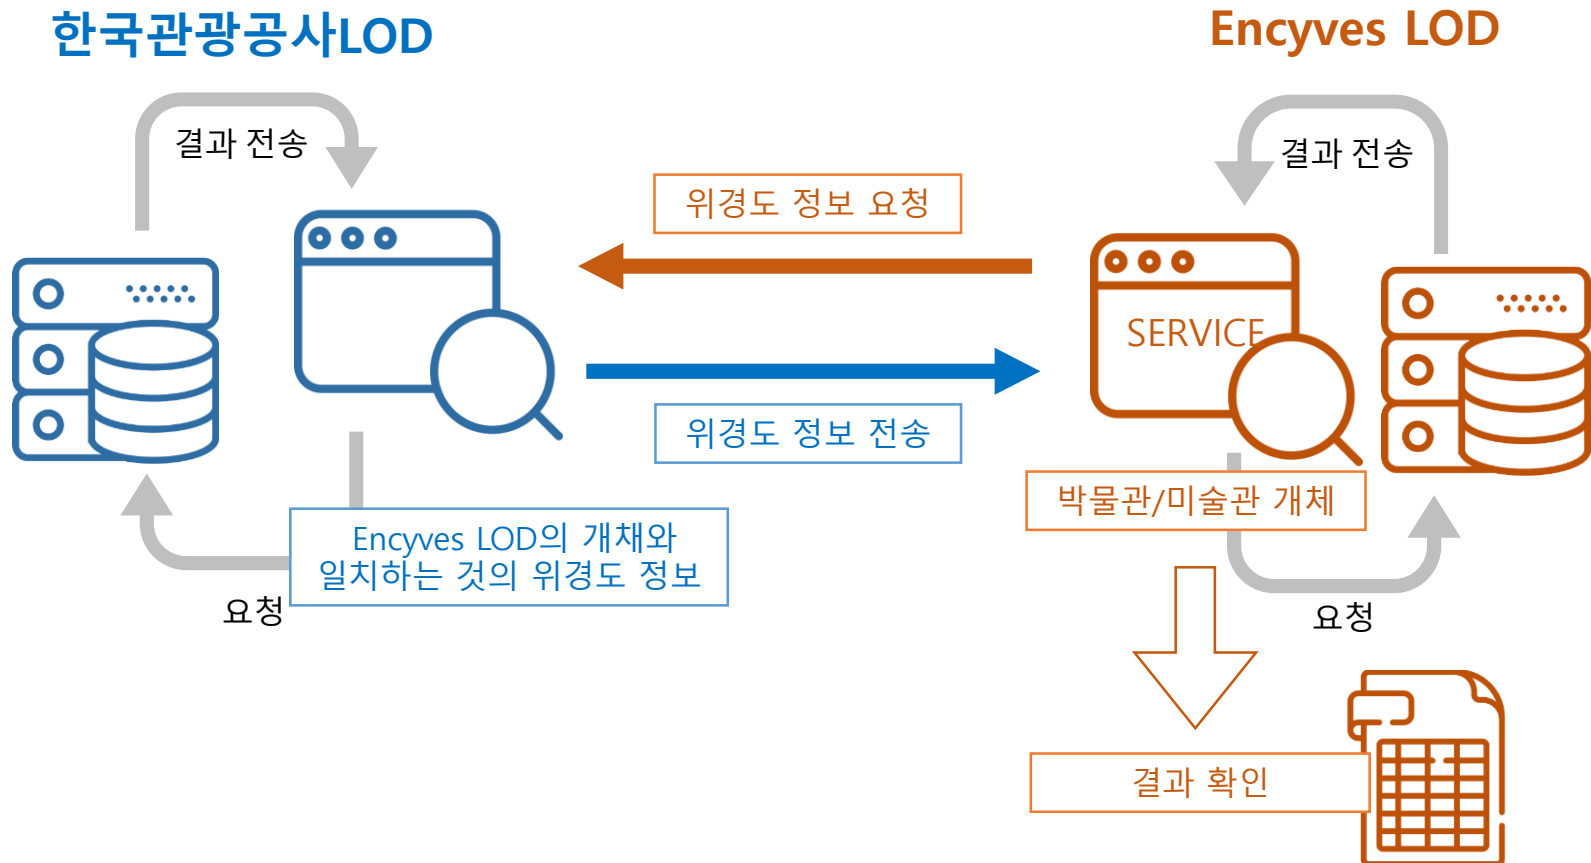 한국관광공사LOD
Encyves LOD
결과 전송
결과 전송
위경도 정보 요청
SERVICE
위경도 정보 전송
박물관/미술관 개체
Encyves LOD의 개채와
일치하는 것의 위경도 정보
요청
요청
결과 확인